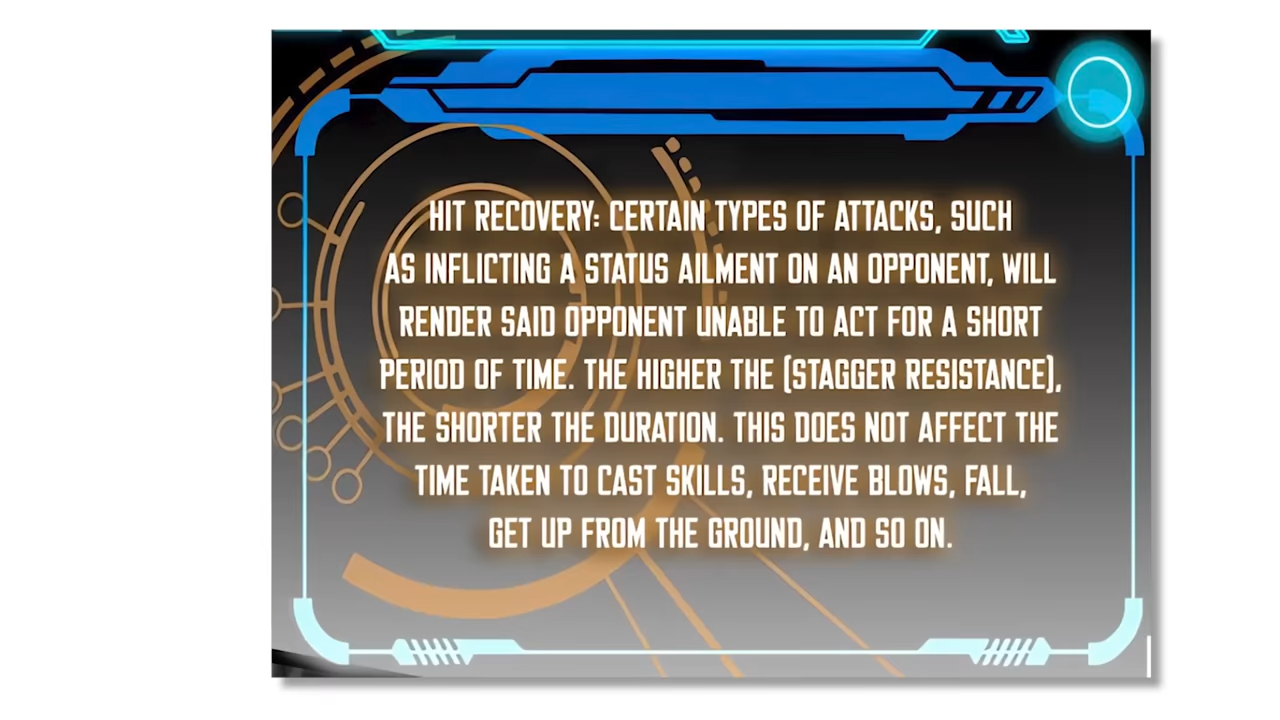 HIT RECOVERY: CERTAIN TYPES OF ATTACKS, SUCH
AS INFLICTING A STATUS AILMENT ON AN OPPONENT, WILL
RENDER SAID OPPONENT UNABLE TO ACT FOR A SHORT
PERIOD OF TIME. THE HIGHER THE [STAGGER RESISTANCE],
THE SHORTER THE DURATION. THIS DOES NOT AFFECT THE
TIME TAKEN TO CAST SKILLS, RECEIVE BLOWS, FALL,
GET UP FROM THE GROUND, AND SO ON.